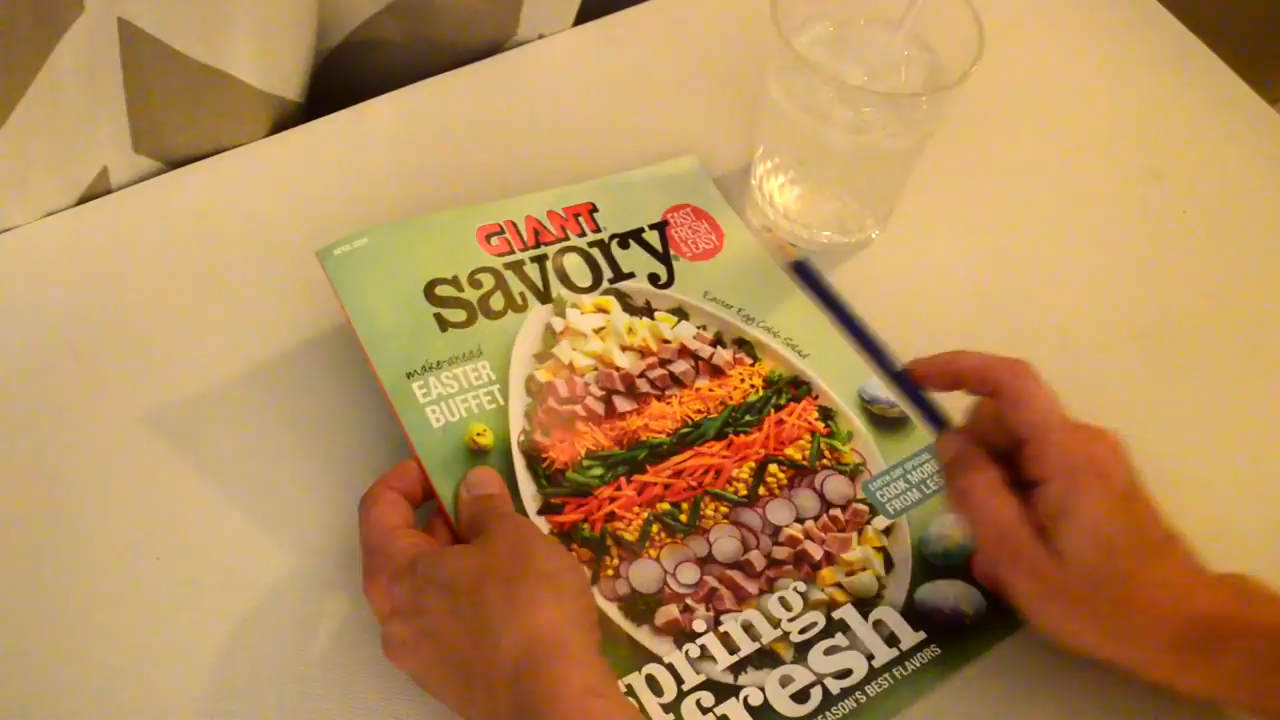 GIANT
savory
FAST
FRESH
& EASY
Easter Egg Cobb Salad
make-ahead
EASTER
BUFFET
EARTH DAY SPECIAL
COOK MORE
FROM LES
pring
fresh
EASON'S BEST FLAVORS